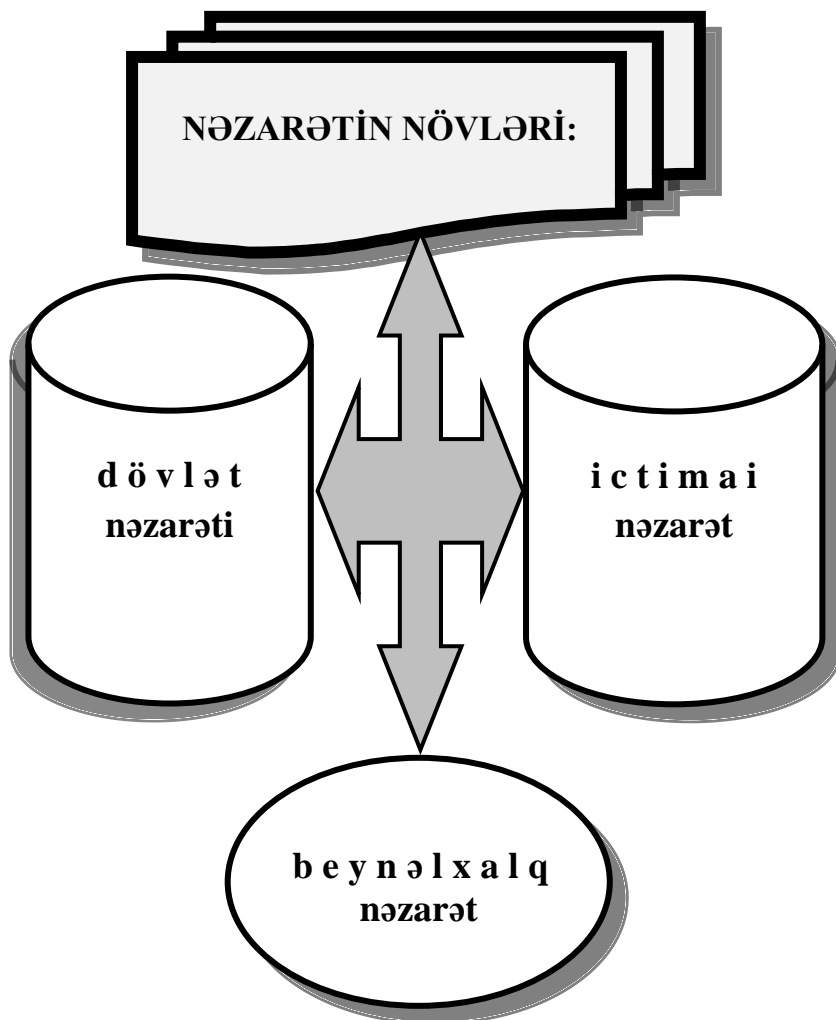 NƏZARƏTİN NÖVLƏRİ:
d ö v l ə t
nəzarəti
i c t i m a i
nəzarət
b e y n ə l x a l q
nəzarət